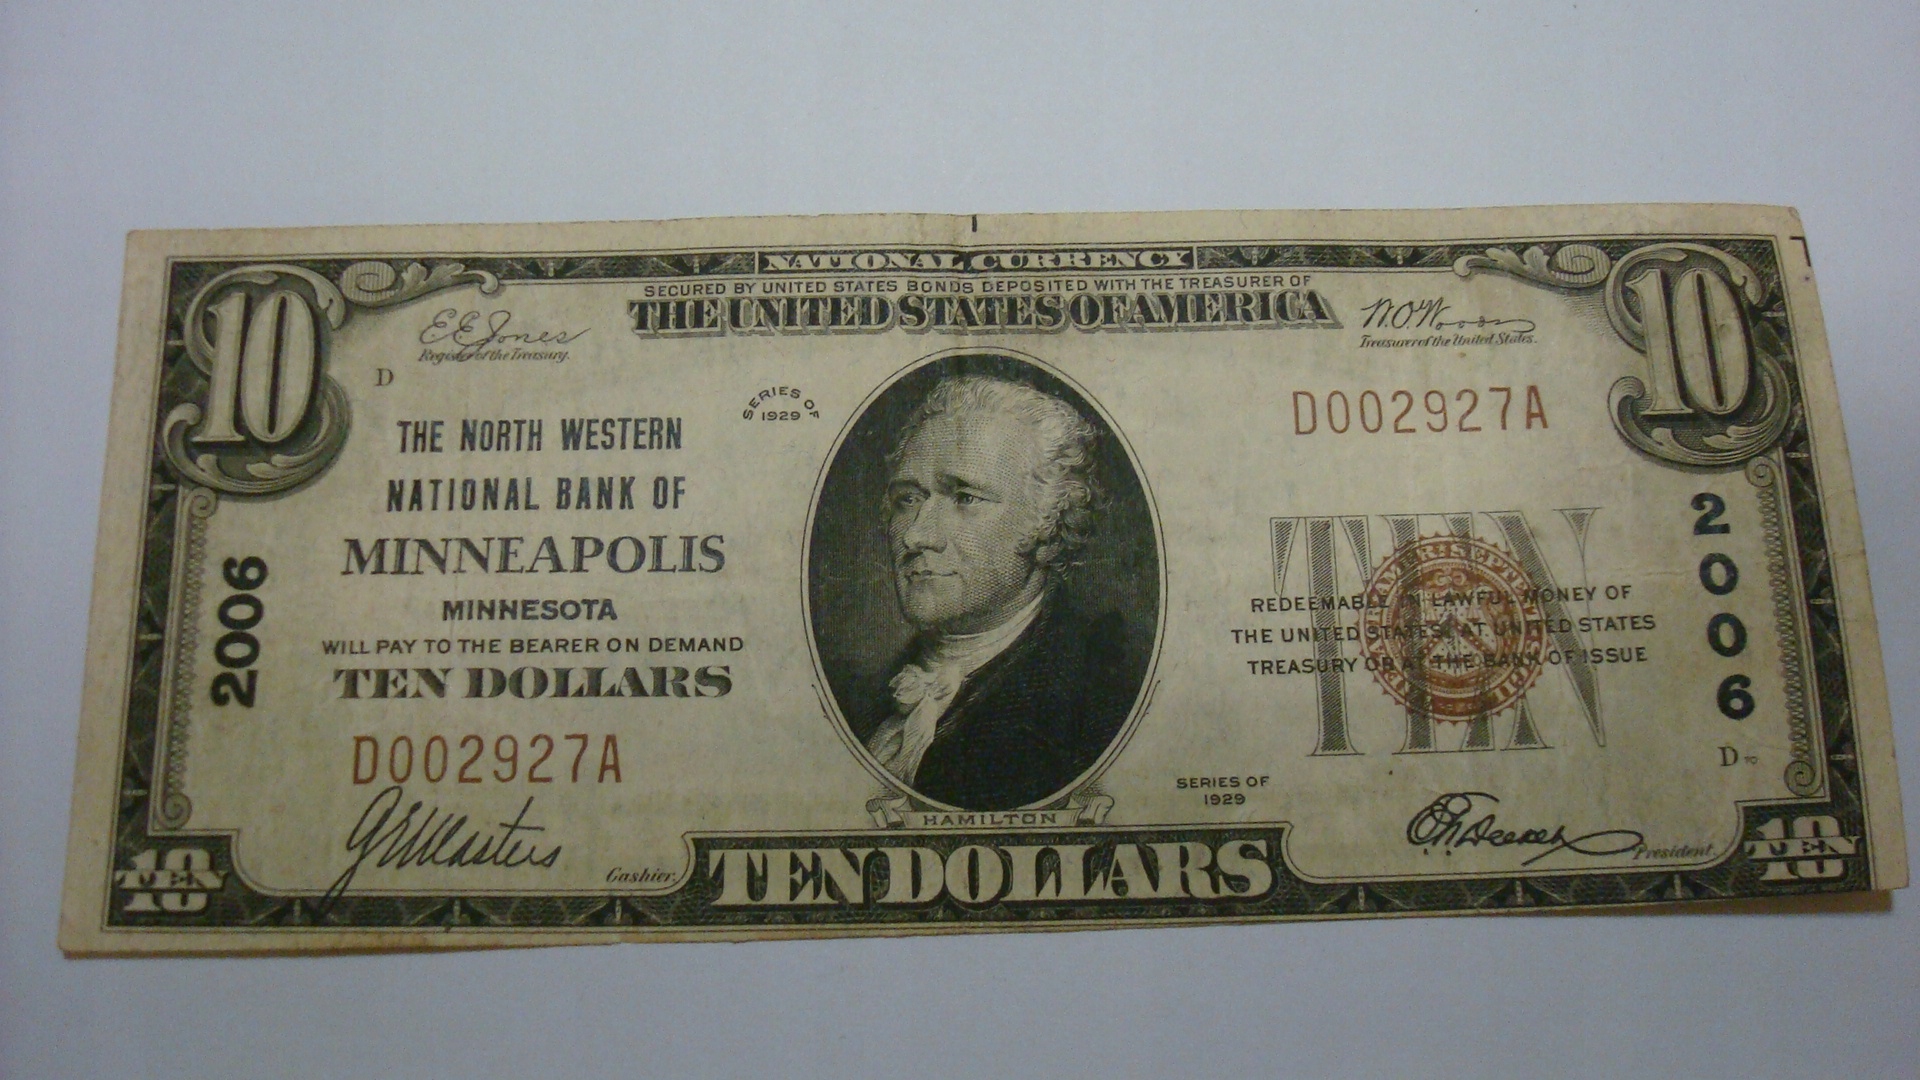 NATIONAL CURRENCY
SECURED BY UNITED STATES BONDS DEPOSITED WITH THE TREASURER OF
THE UNITED STATES OF AMERICA
10
10
E E Jones
Register of the Treasury.
W. O. Woods
Treasurer of the United States.
D
SERIES OF
1929
D002927A
THE NORTH WESTERN
NATIONAL BANK OF
MINNEAPOLIS
MINNESOTA
WILL PAY TO THE BEARER ON DEMAND
TEN DOLLARS
2006
2006
TEN
REDEEMABLE IN LAWFUL MONEY OF
THE UNITED STATES AT UNITED STATES
TREASURY OR AT THE BANK OF ISSUE
D002927A
D
SERIES OF
1929
HAMILTON
Cashier.
President.
10
TEN
TEN DOLLARS
10
TEN